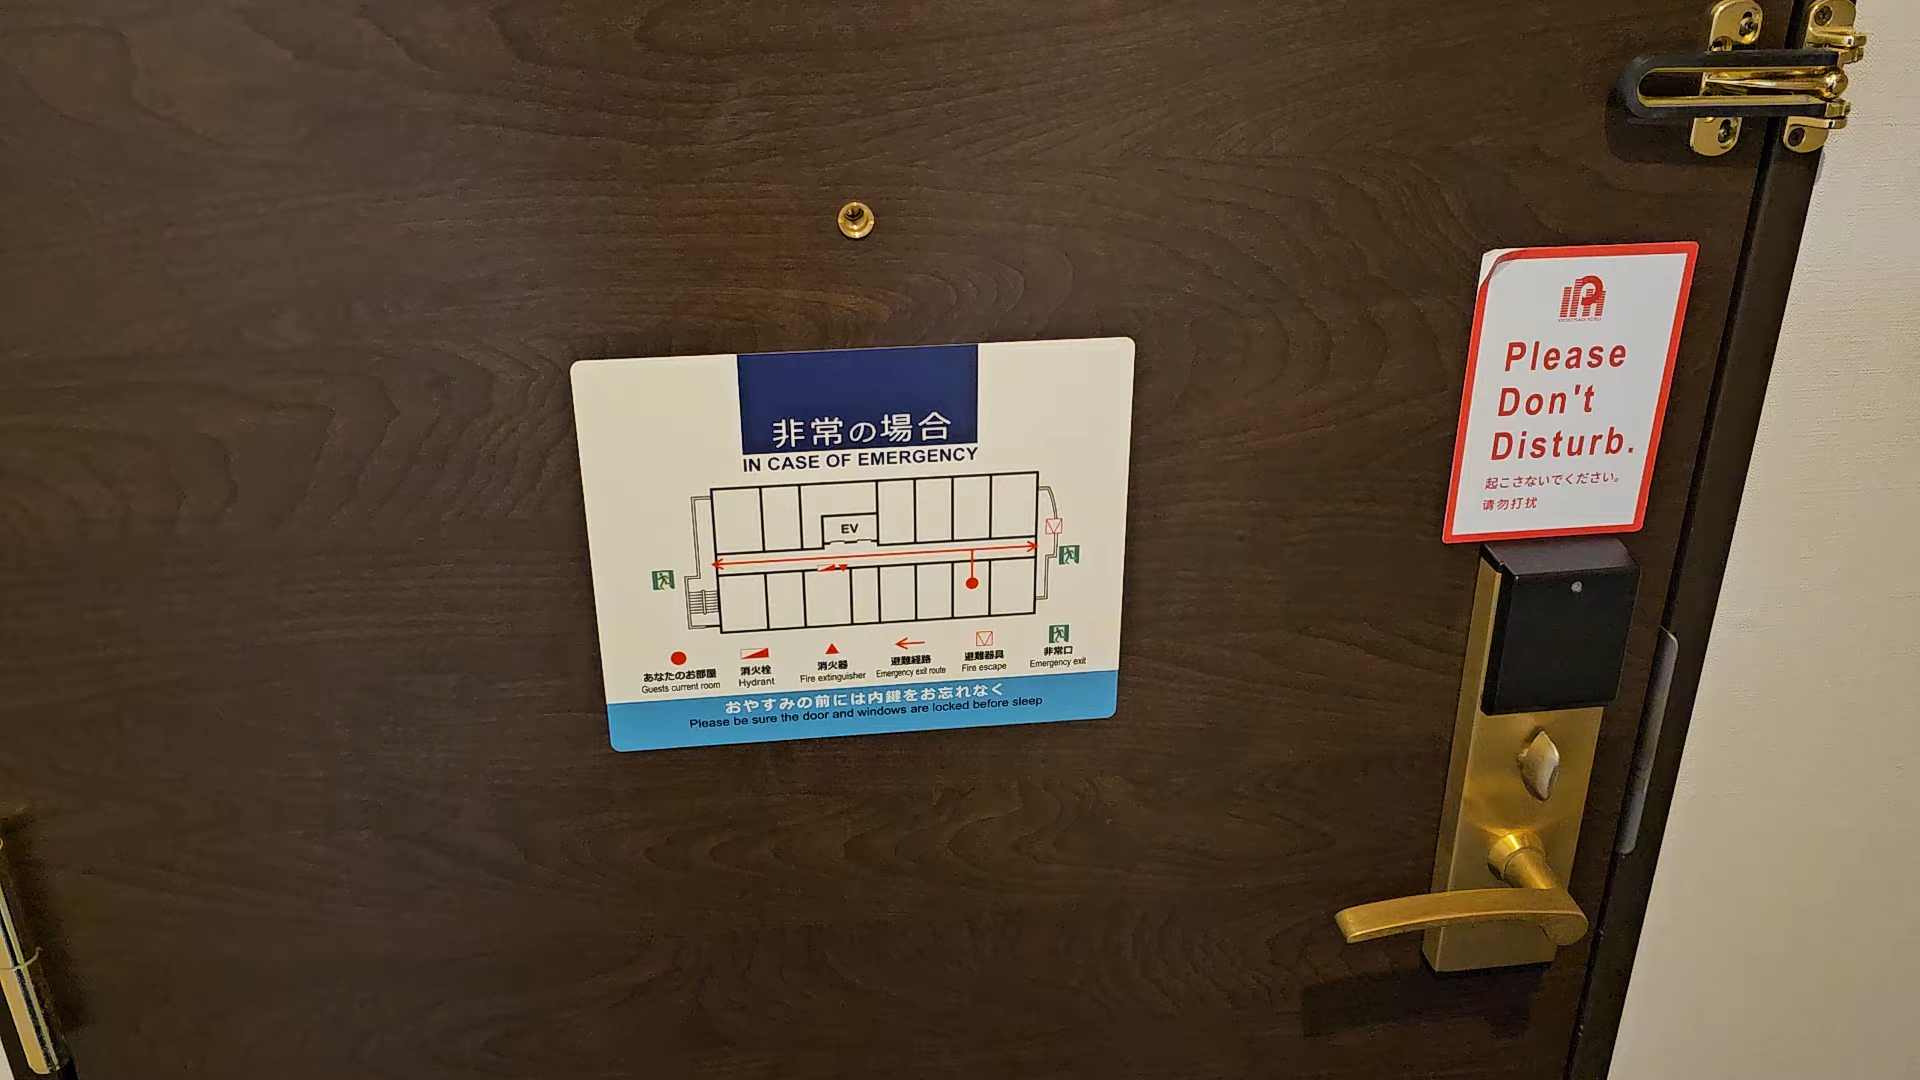 非常の場合
IN CASE OF EMERGENCY
EV
あなたのお部屋
Guests current room
消火栓
Hydrant
消火器
Fire extinguisher
避難経路
Emergency exit route
避難器具
Fire escape
非常口
Emergency exit
おやすみの前には内鍵をお忘れなく
Please be sure the door and windows are locked before sleep
Please
Don't
Disturb.
起こさないでください。
请勿打扰